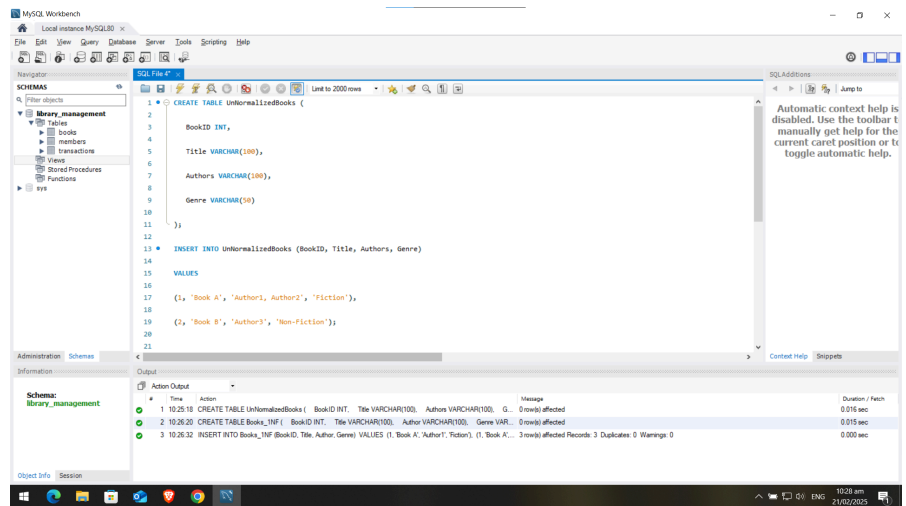 MySQL Workbench
Local instance MySQL80
File Edit View Query Database Server Tools Scripting Help
Navigator
SCHEMAS
Filter objects
library_management
Tables
books
members
transactions
Views
Stored Procedures
Functions
sys
Administration Schemas
Information
Schema:
library_management
Object Info Session
SQL File 4*
Limit to 2000 rows
1 CREATE TABLE UnNormalizedBooks (
2
3 BookID INT,
4
5 Title VARCHAR(100),
6
7 Authors VARCHAR(100),
8
9 Genre VARCHAR(50)
10
11 );
12
13 INSERT INTO UnNormalizedBooks (BookID, Title, Authors, Genre)
14
15 VALUES
16
17 (1, 'Book A', 'Author1, Author2', 'Fiction'),
18
19 (2, 'Book B', 'Author3', 'Non-Fiction');
20
21
SQLAdditions
Jump to
Automatic context help is
disabled. Use the toolbar t
manually get help for the
current caret position or to
toggle automatic help.
Context Help Snippets
Output
Action Output
# Time Action Message Duration / Fetch
1 10:25:18 CREATE TABLE UnNormalizedBooks ( BookID INT, Title VARCHAR(100), Authors VARCHAR(100), G... 0 row(s) affected 0.016 sec
2 10:26:20 CREATE TABLE Books_1NF ( BookID INT, Title VARCHAR(100), Author VARCHAR(100), Genre VAR... 0 row(s) affected 0.015 sec
3 10:26:32 INSERT INTO Books_1NF (BookID, Title, Author, Genre) VALUES (1, 'Book A', 'Author1', 'Fiction'), (1, 'Book A',... 3 row(s) affected Records: 3 Duplicates: 0 Warnings: 0 0.000 sec
ENG
10:28 am
21/02/2025